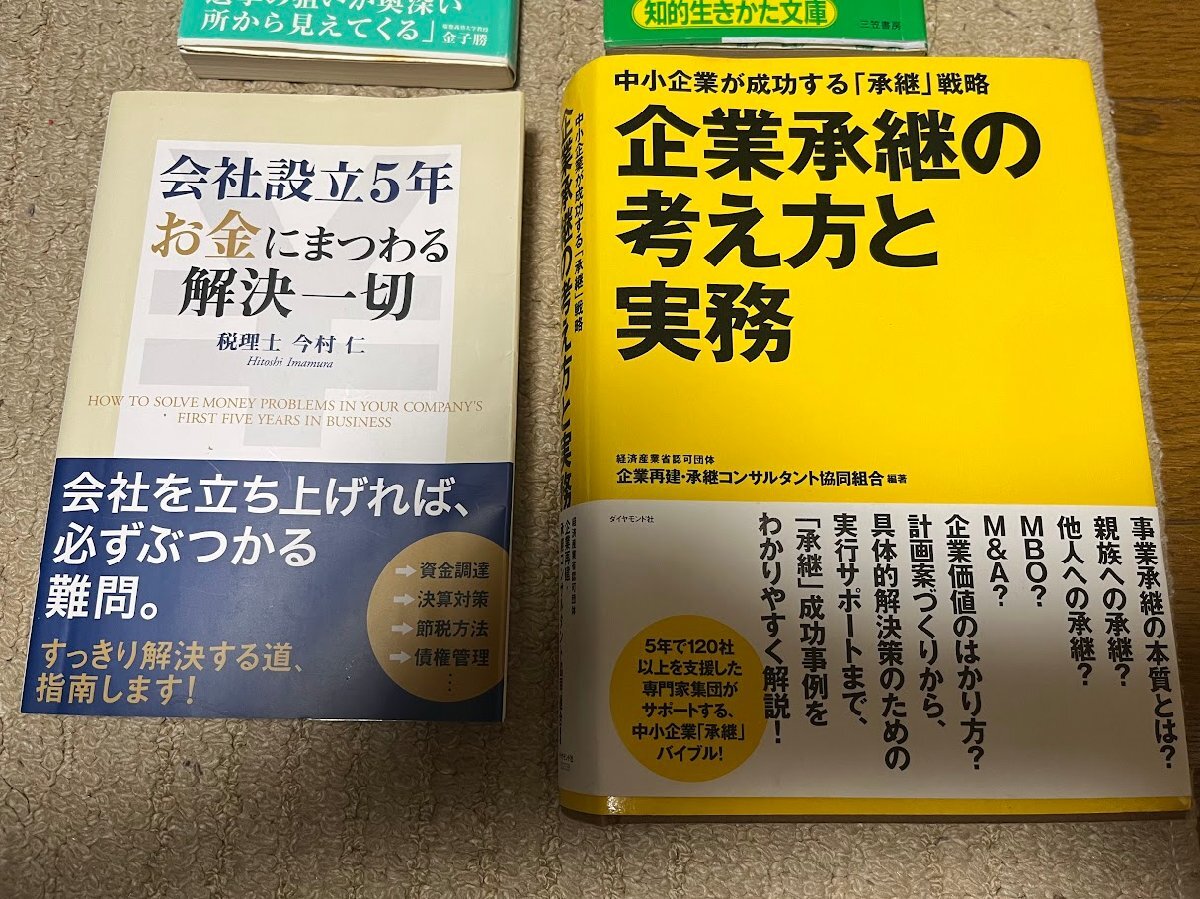 所から見えてくる」
慶應義塾大学教授
金子勝
知的生きかた文庫
三笠書房
会社設立5年
お金にまつわる
解決一切
税理士 今村 仁
Hitoshi Imamura
HOW TO SOLVE MONEY PROBLEMS IN YOUR COMPANY'S
FIRST FIVE YEARS IN BUSINESS
会社を立ち上げれば、
必ずぶつかる
難問。
すっきり解決する道、
指南します!
→資金調達
→決算対策
→節税方法
→債権管理
⋮
中小企業が成功する「承継」戦略
企業承継の考え方と実務
中小企業が成功する「承継」戦略
企業承継の
考え方と
実務
経済産業省認可団体
企業再建・承継コンサルタント協同組合 編著
ダイヤモンド社
事業承継の本質とは?
親族への承継?
他人への承継?
MBO?
M&A?
企業価値のはかり方?
計画案づくりから、
具体的解決策のための
実行サポートまで、
「承継」成功事例を
わかりやすく解説!
5年で120社
以上を支援した
専門家集団が
サポートする、
中小企業「承継」
バイブル!